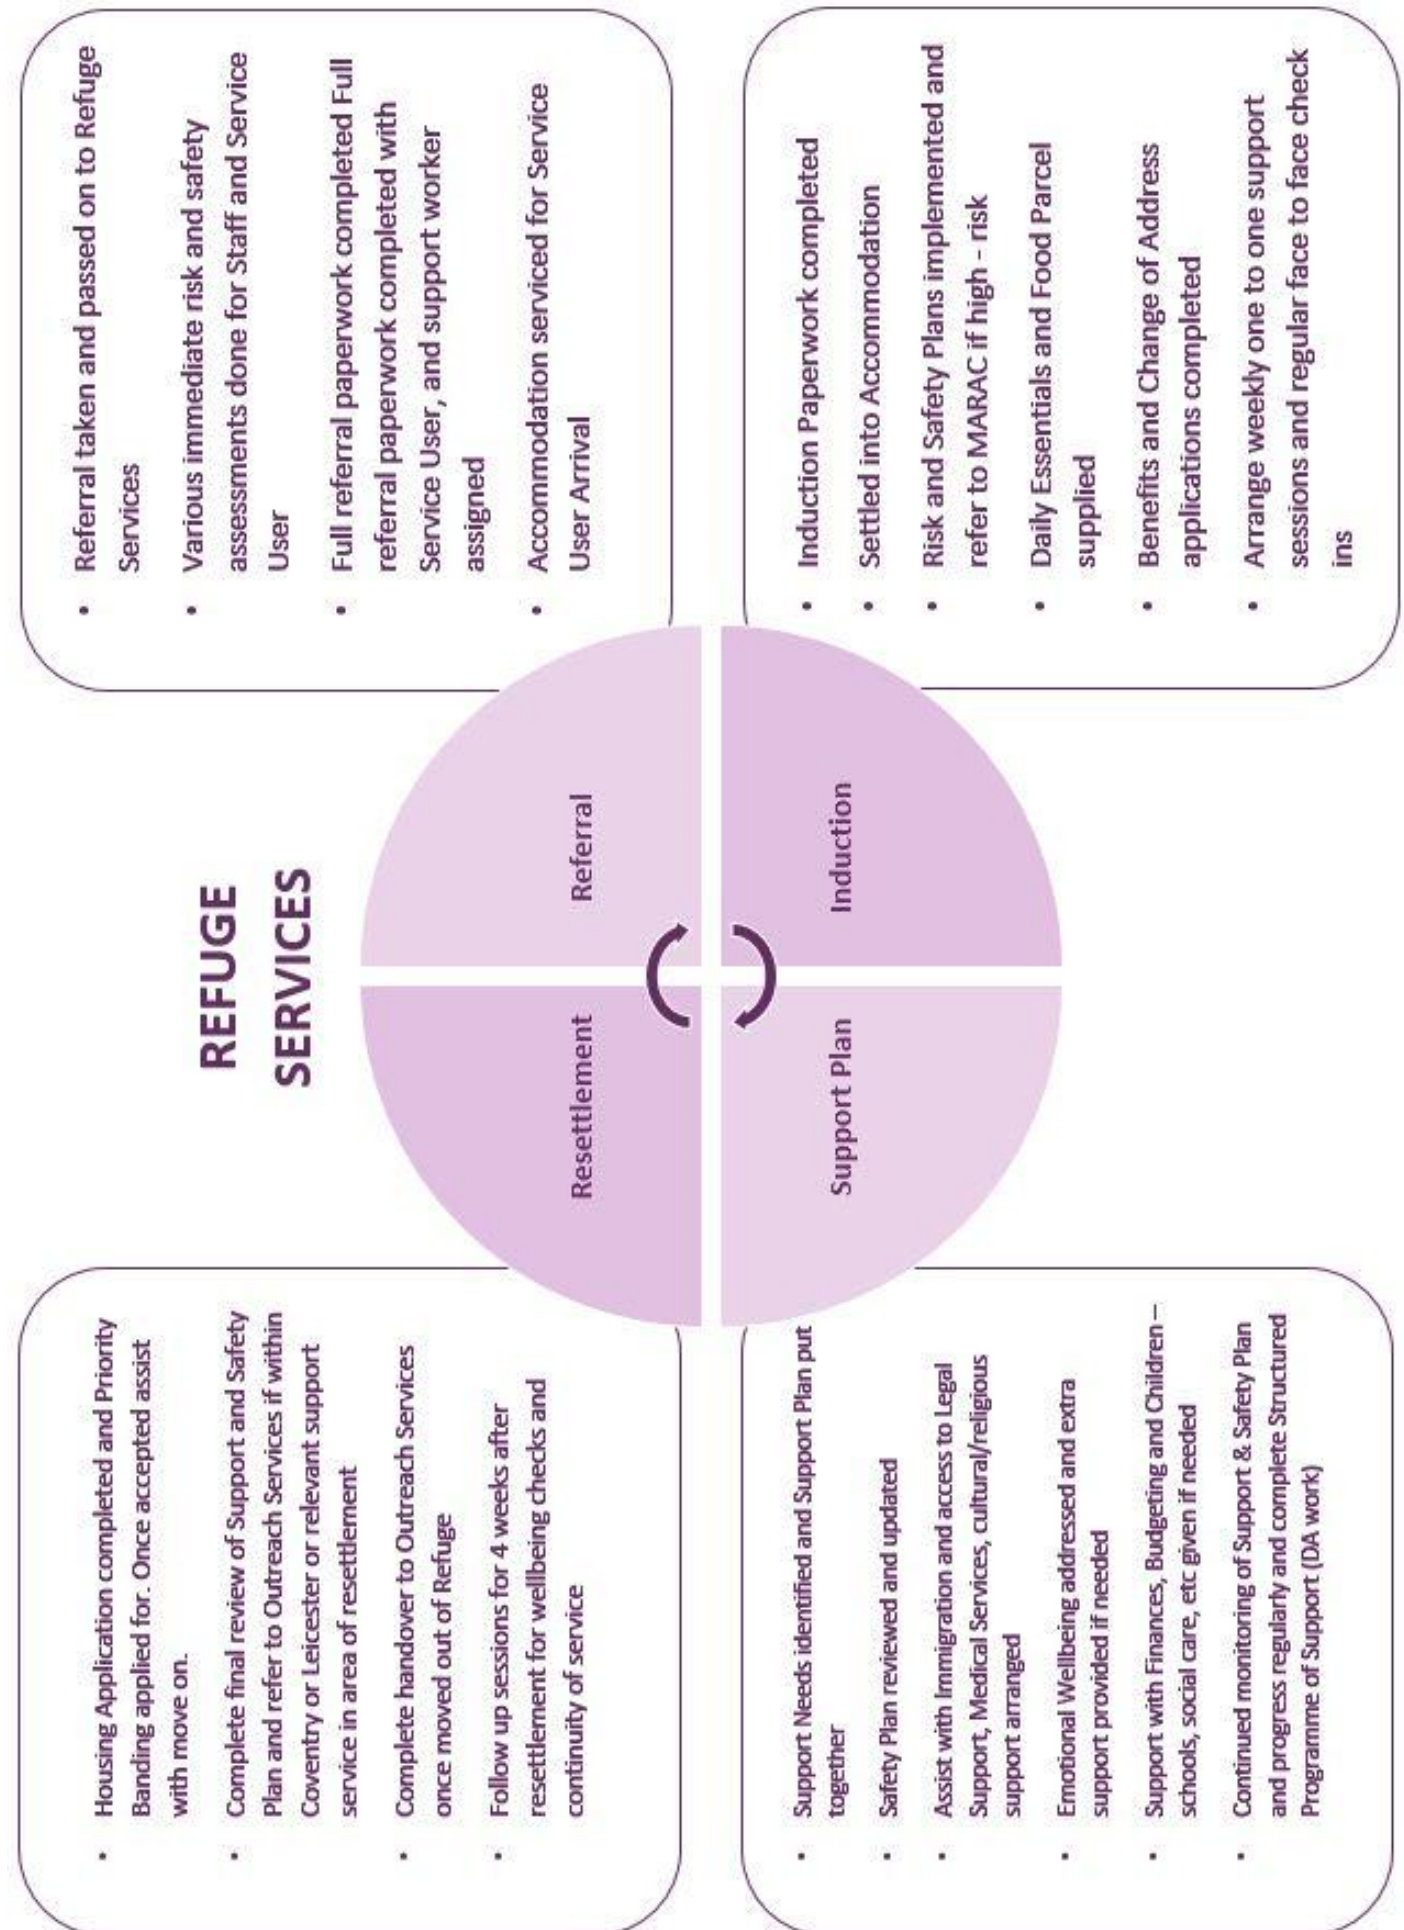 REFUGE
SERVICES
Referral
Induction
Support Plan
Resettlement
• Referral taken and passed on to Refuge
Services
• Various immediate risk and safety
assessments done for Staff and Service
User
• Full referral paperwork completed Full
referral paperwork completed with
Service User, and support worker
assigned
• Accommodation serviced for Service
User Arrival
• Induction Paperwork completed
• Settled into Accommodation
• Risk and Safety Plans implemented and
refer to MARAC if high - risk
• Daily Essentials and Food Parcel
supplied
• Benefits and Change of Address
applications completed
• Arrange weekly one to one support
sessions and regular face to face check
ins
• Support Needs identified and Support Plan put
together
• Safety Plan reviewed and updated
• Assist with Immigration and access to Legal
Support, Medical Services, cultural/religious
support arranged
• Emotional Wellbeing addressed and extra
support provided if needed
• Support with Finances, Budgeting and Children –
schools, social care, etc given if needed
• Continued monitoring of Support & Safety Plan
and progress regularly and complete Structured
Programme of Support (DA work)
• Housing Application completed and Priority
Banding applied for. Once accepted assist
with move on.
• Complete final review of Support and Safety
Plan and refer to Outreach Services if within
Coventry or Leicester or relevant support
service in area of resettlement
• Complete handover to Outreach Services
once moved out of Refuge
• Follow up sessions for 4 weeks after
resettlement for wellbeing checks and
continuity of service